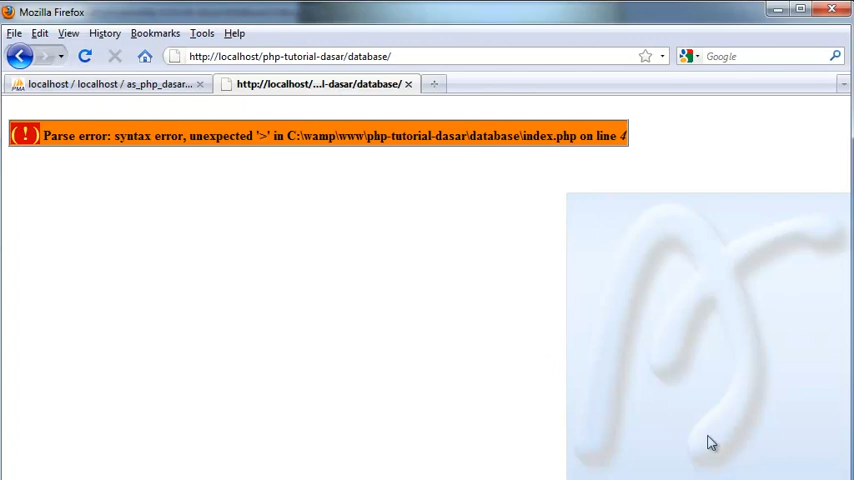 Mozilla Firefox
File Edit View History Bookmarks Tools Help
http://localhost/php-tutorial-dasar/database/
Google
PMA localhost / localhost / as_php_dasar... http://localhost/...l-dasar/database/
( ! ) Parse error: syntax error, unexpected '>' in C:\wamp\www\php-tutorial-dasar\database\index.php on line 4